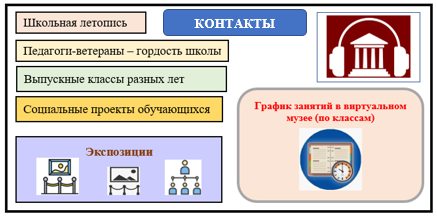 Школьная летопись
КОНТАКТЫ
Педагоги-ветераны – гордость школы
Выпускные классы разных лет
Социальные проекты обучающихся
График занятий в виртуальном
музее (по классам)
Экспозиции